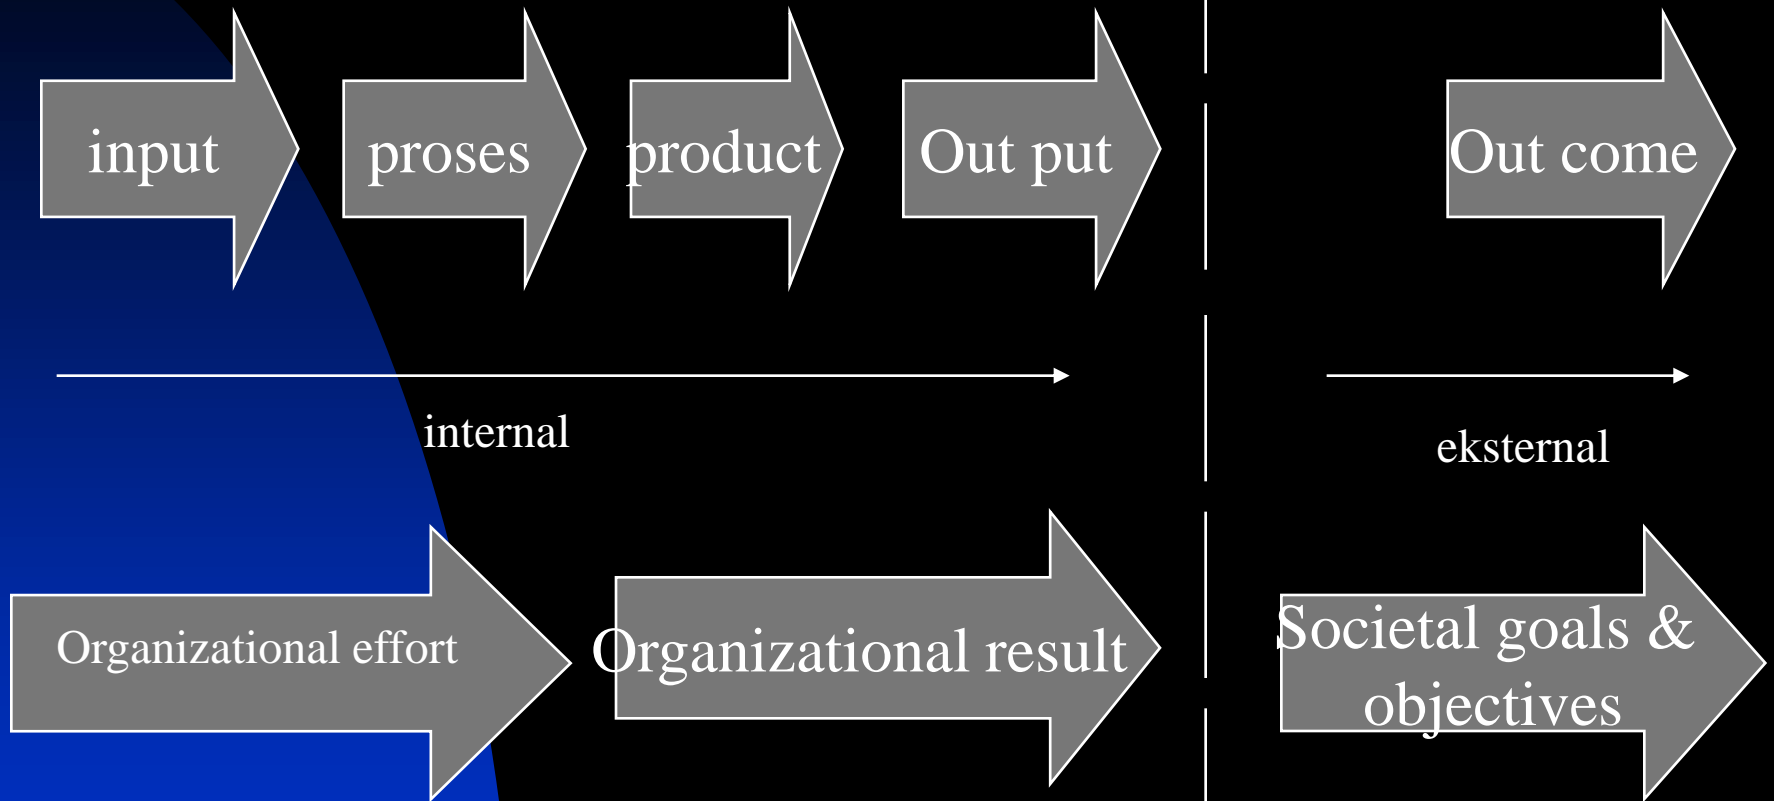 input
proses
product
Out put
Out come
internal
eksternal
Organizational effort
Organizational result
Societal goals &
objectives